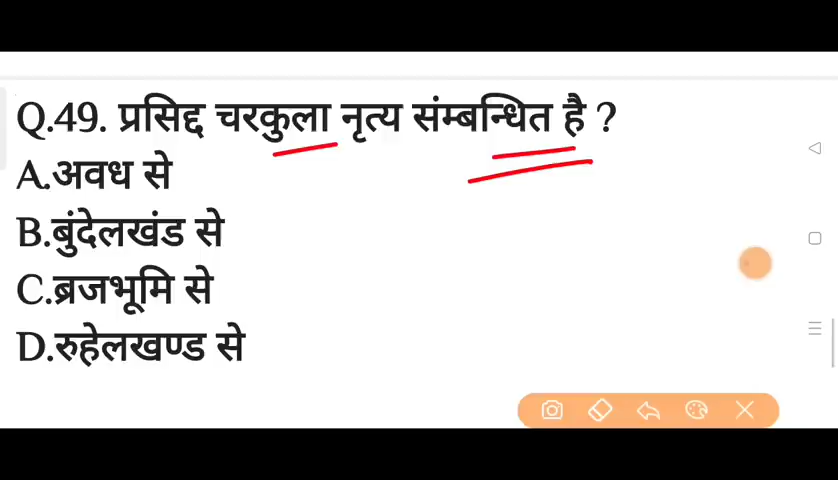 Q.49. प्रसिद्द चरकुला नृत्य संम्बन्धित है ?
A.अवध से
B.बुंदेलखंड से
C.ब्रजभूमि से
D.रुहेलखण्ड से